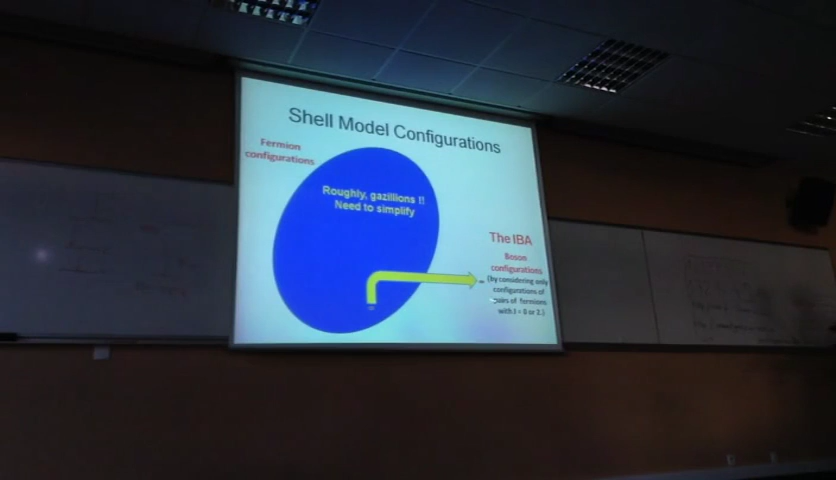 Shell Model Configurations
Fermion
configurations
Roughly, gazillions !!
Need to simplify
The IBA
Boson
configurations
(by considering only
configurations of
pairs of fermions
with J = 0 or 2.)